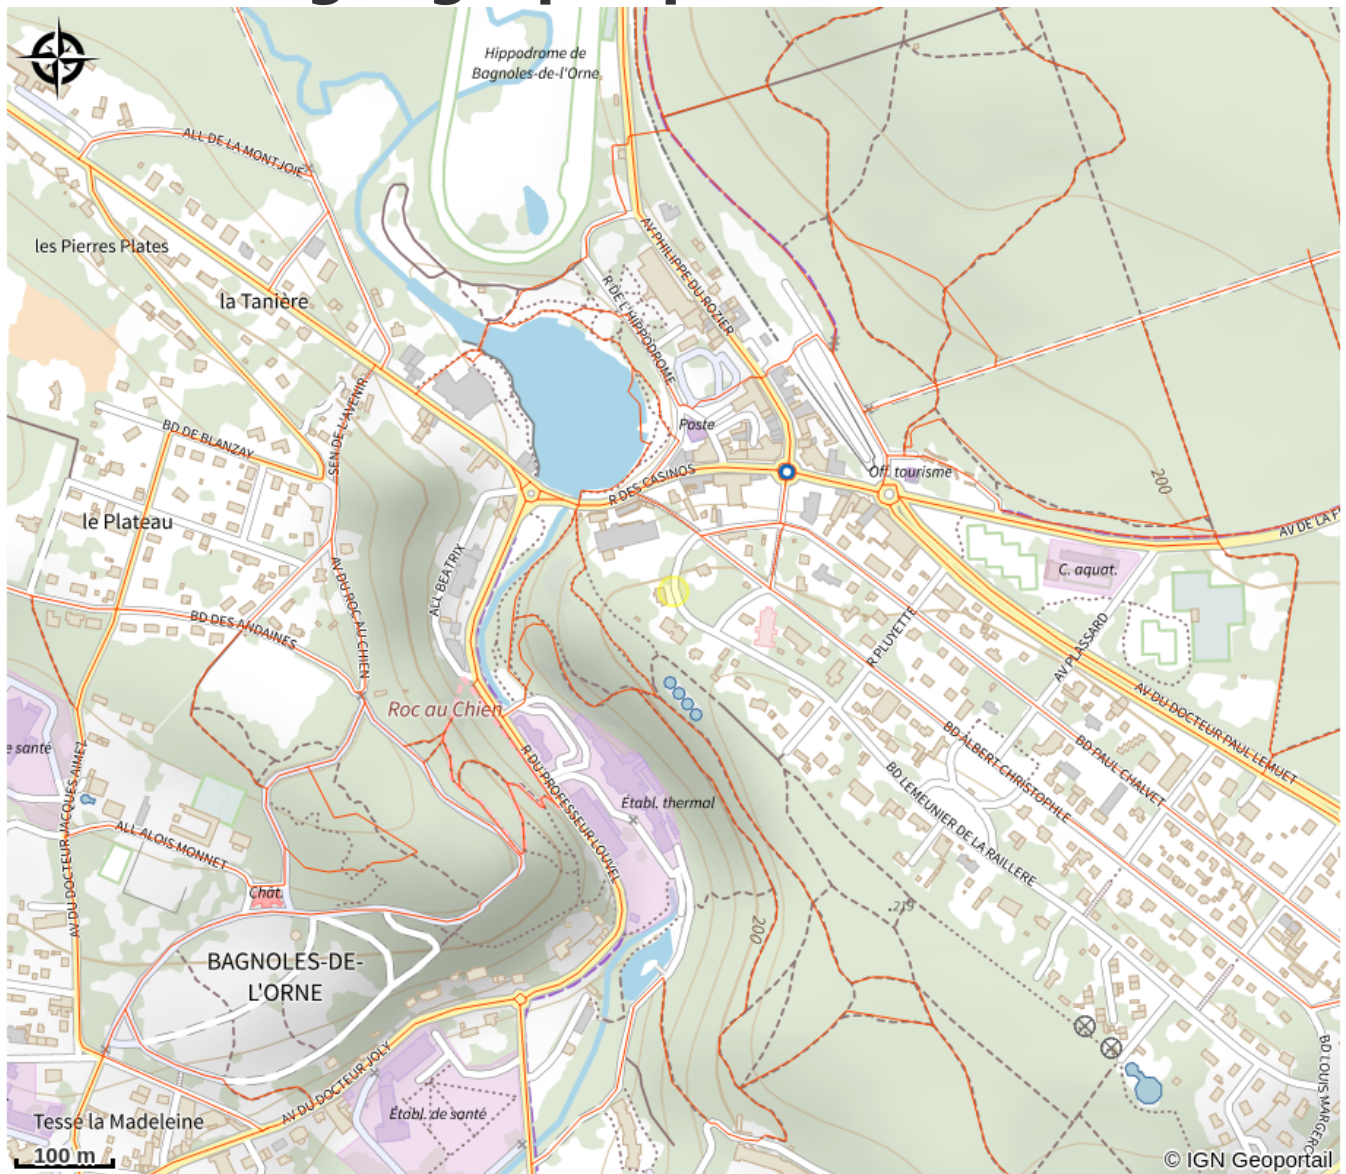 Hippodrome de
Bagnoles-de-l'Orne
ALL DE LA MONTJOIE
les Pierres Plates
AV PHILIPPE DU ROZIER
la Tanière
R DE L'HIPPODROME
SEN DE L'AVENIR
BD DE BLANZAY
Poste
R DES CASINOS
Off. tourisme
200
le Plateau
AV DE LA F
ALL BEATRIX
C. aquat.
AV DU ROC AU CHIEN
BD DES ANDAINES
R PLUYETTE
AV PLASSARD
Roc au Chien
AV DU DOCTEUR PAUL LEMUET
e santé
AV DU DOCTEUR JACQUES AIMEZ
R DU PROFESSEUR LOUVEL
BD ALBERT CHRISTOPHLE
BD PAUL CHALVET
Établ. thermal
BD LEMEUNIER DE LA RAILLERE
ALL ALOIS MONNET
Chât.
219
200
BAGNOLES-DE-
L'ORNE
AV DU DOCTEUR JOLY
BD LOUIS MARGERO
Établ. de santé
Tesse la Madeleine
100 m
© IGN Geoportail